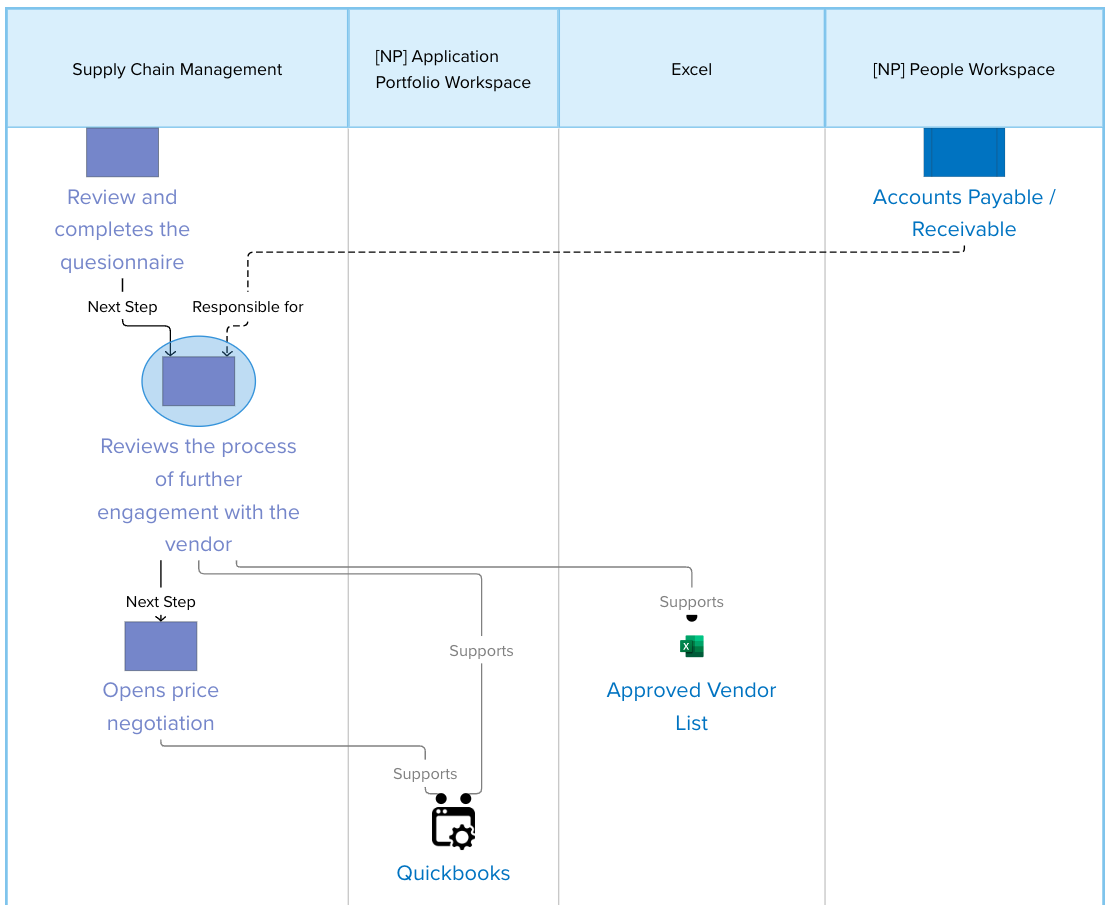 Supply Chain Management
[NP] Application
Portfolio Workspace
Excel
[NP] People Workspace
Review and
completes the
quesionnaire
Accounts Payable /
Receivable
Next Step
Responsible for
Reviews the process
of further
engagement with the
vendor
Next Step
Supports
Supports
Opens price
negotiation
Approved Vendor
List
Supports
Quickbooks